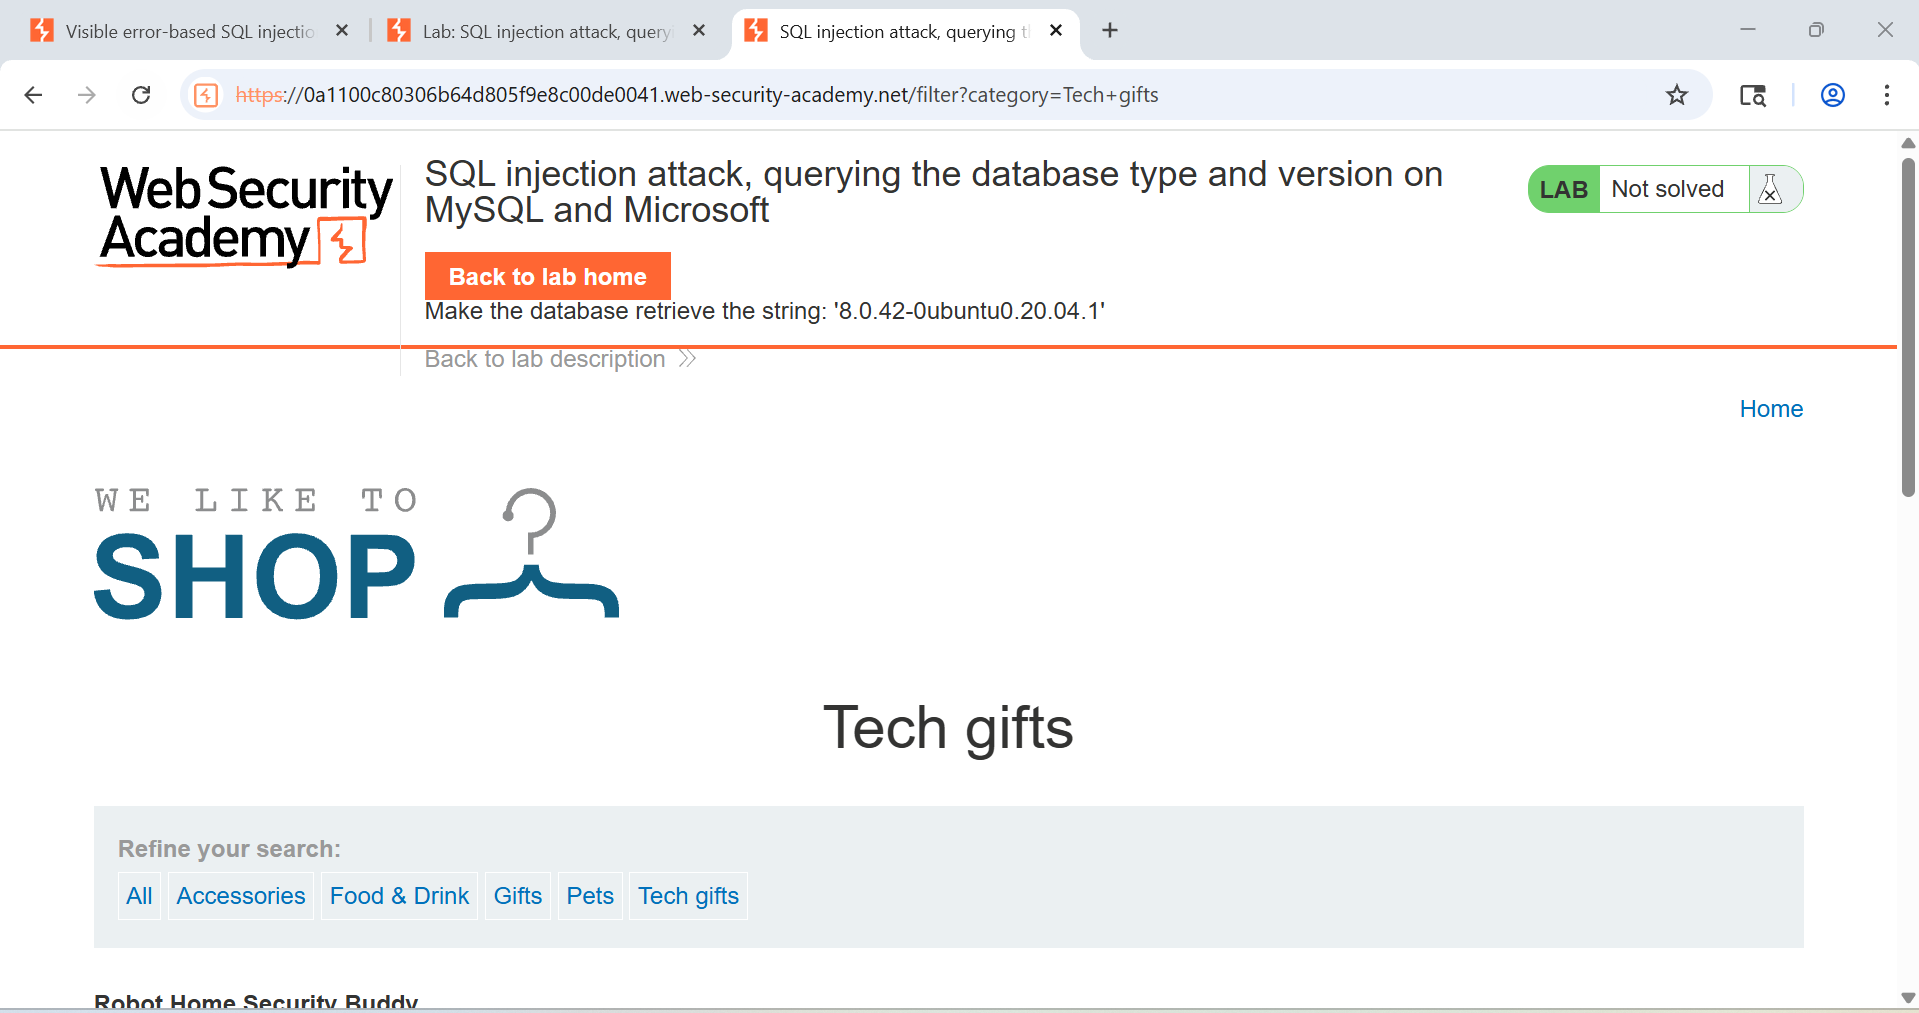 Visible error-based SQL injectio
Lab: SQL injection attack, query
SQL injection attack, querying t
https://0a1100c80306b64d805f9e8c00de0041.web-security-academy.net/filter?category=Tech+gifts
Web Security
Academy
SQL injection attack, querying the database type and version on
MySQL and Microsoft
LAB Not solved
Back to lab home
Make the database retrieve the string: '8.0.42-0ubuntu0.20.04.1'
Back to lab description
Home
WE LIKE TO
SHOP
Tech gifts
Refine your search:
All Accessories Food & Drink Gifts Pets Tech gifts
Robot Home Security Buddy